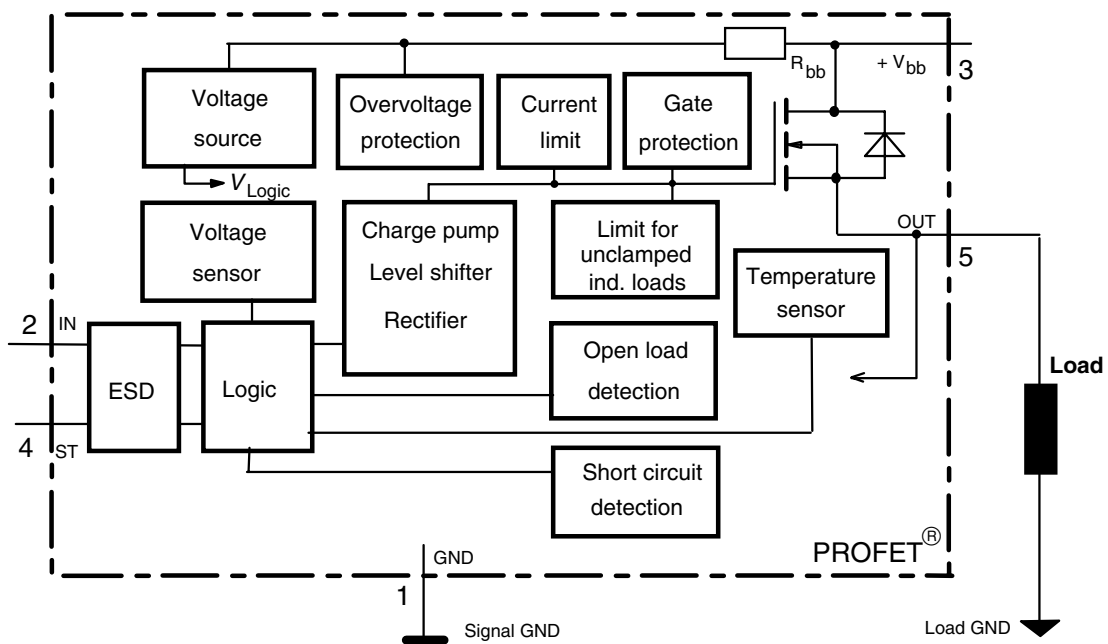 R bb
+ V bb
3
Voltage
source
Overvoltage
protection
Current
limit
Gate
protection
V Logic
Voltage
sensor
Charge pump
Level shifter
Rectifier
Limit for
unclamped
ind. loads
OUT
5
Temperature
sensor
2
IN
ESD
Logic
Open load
detection
Load
4
ST
Short circuit
detection
PROFET®
GND
1
Signal GND
Load GND